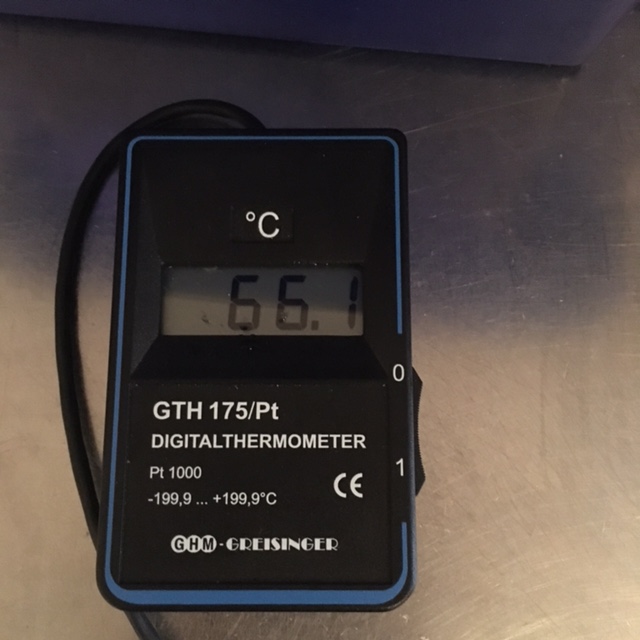 °C
66.1
0
GTH 175/Pt
DIGITALTHERMOMETER
Pt 1000
1
-199,9 ... +199,9°C
CE
GHM-GREISINGER